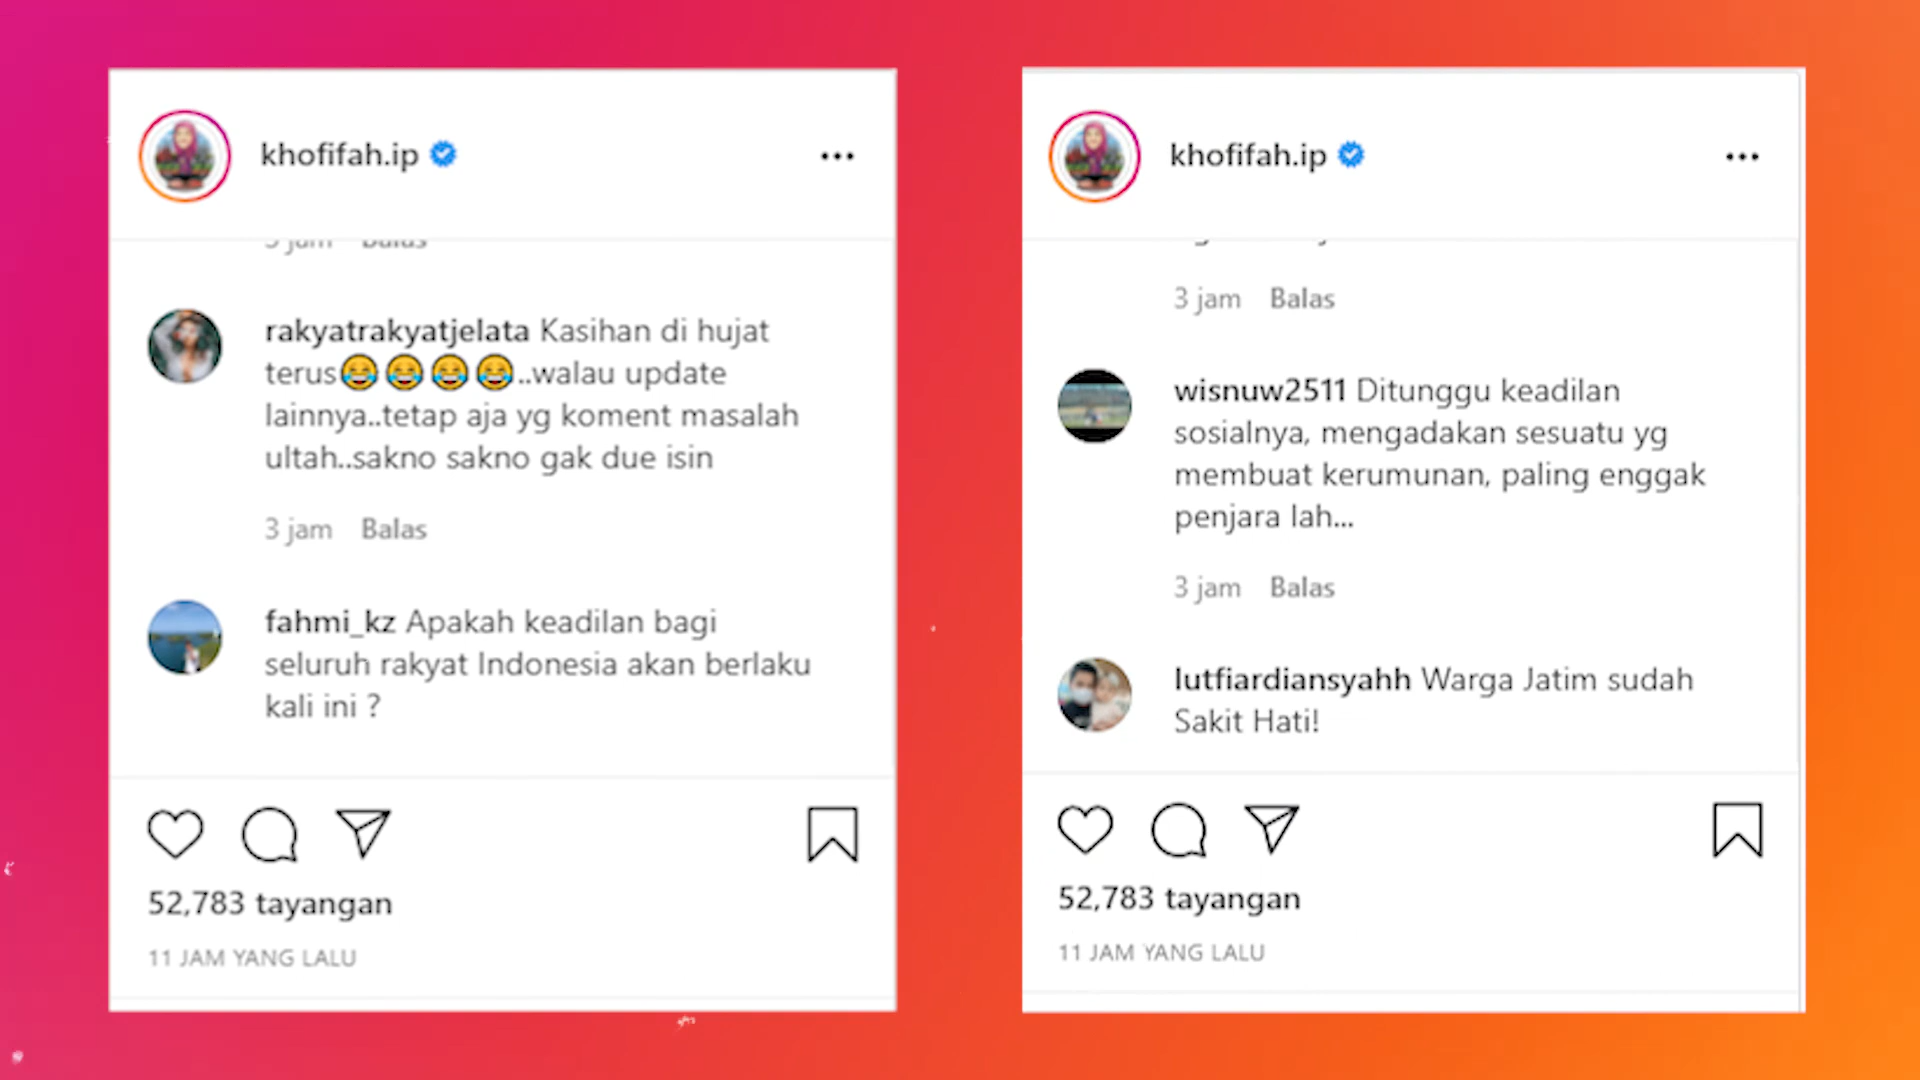 khofifah.ip
3 jam Balas
rakyatrakyatjelata Kasihan di hujat
terus😂😂😂😂..walau update
lainnya..tetap aja yg koment masalah
ultah..sakno sakno gak due isin
3 jam Balas
fahmi_kz Apakah keadilan bagi
seluruh rakyat Indonesia akan berlaku
kali ini ?
52,783 tayangan
11 JAM YANG LALU
khofifah.ip
3 jam Balas
wisnuw2511 Ditunggu keadilan
sosialnya, mengadakan sesuatu yg
membuat kerumunan, paling enggak
penjara lah...
3 jam Balas
lutfiardiansyahh Warga Jatim sudah
Sakit Hati!
52,783 tayangan
11 JAM YANG LALU